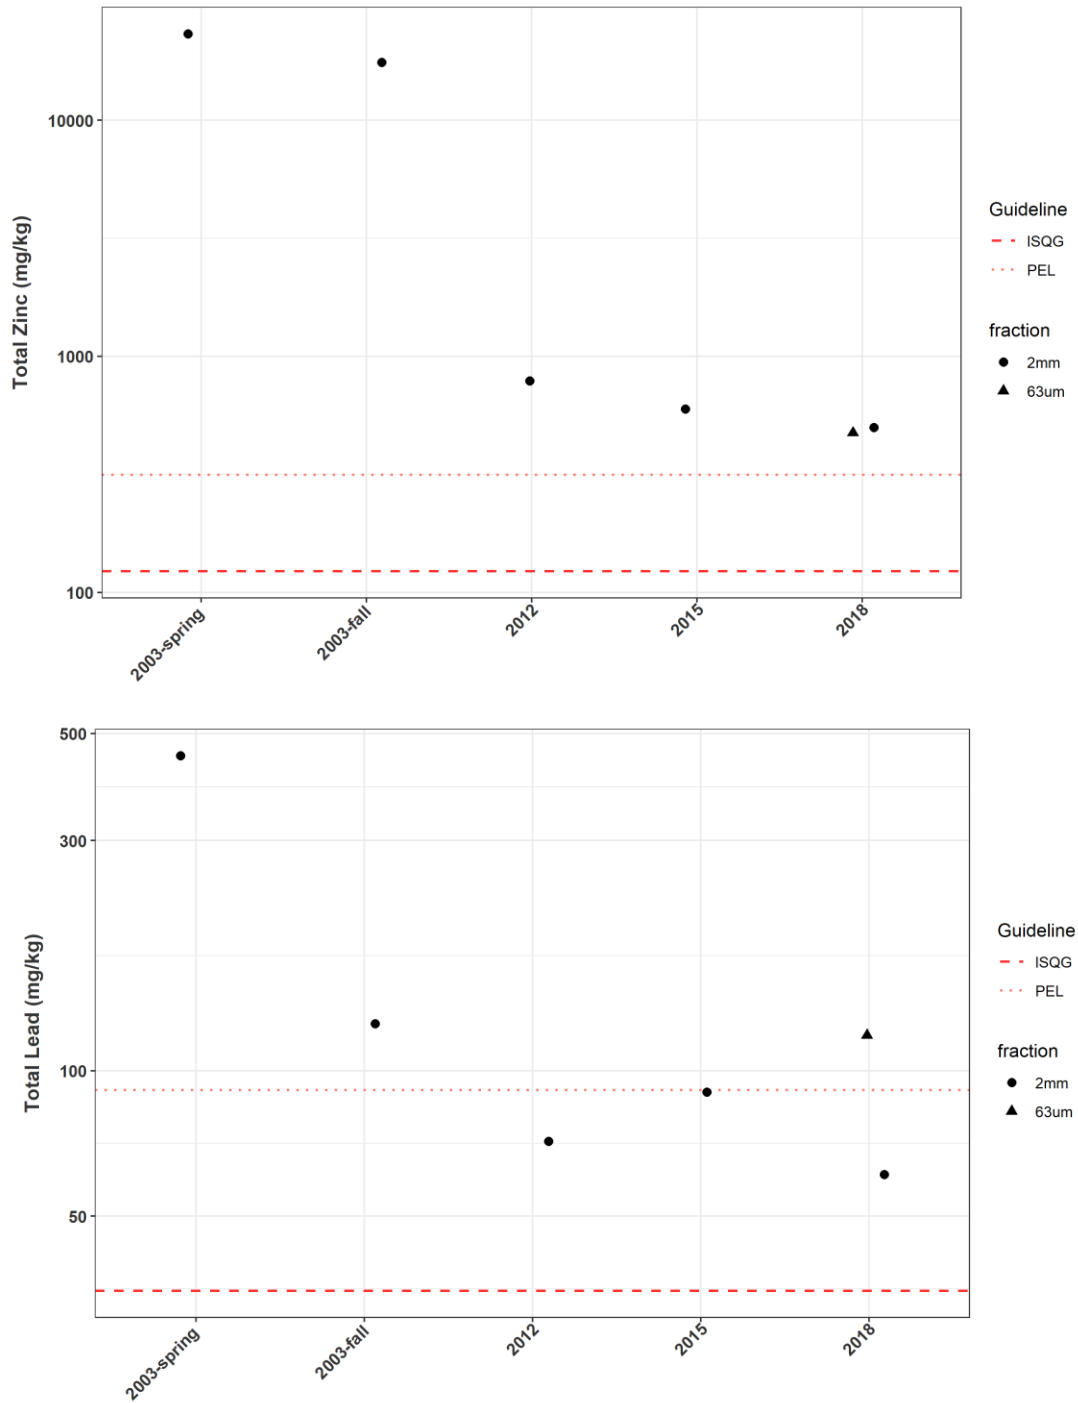 Total Zinc (mg/kg)
10000
1000
100
2003-spring
2003-fall
2012
2015
2018
Guideline
ISQG
PEL
fraction
2mm
63um
Total Lead (mg/kg)
500
300
100
50
2003-spring
2003-fall
2012
2015
2018
Guideline
ISQG
PEL
fraction
2mm
63um